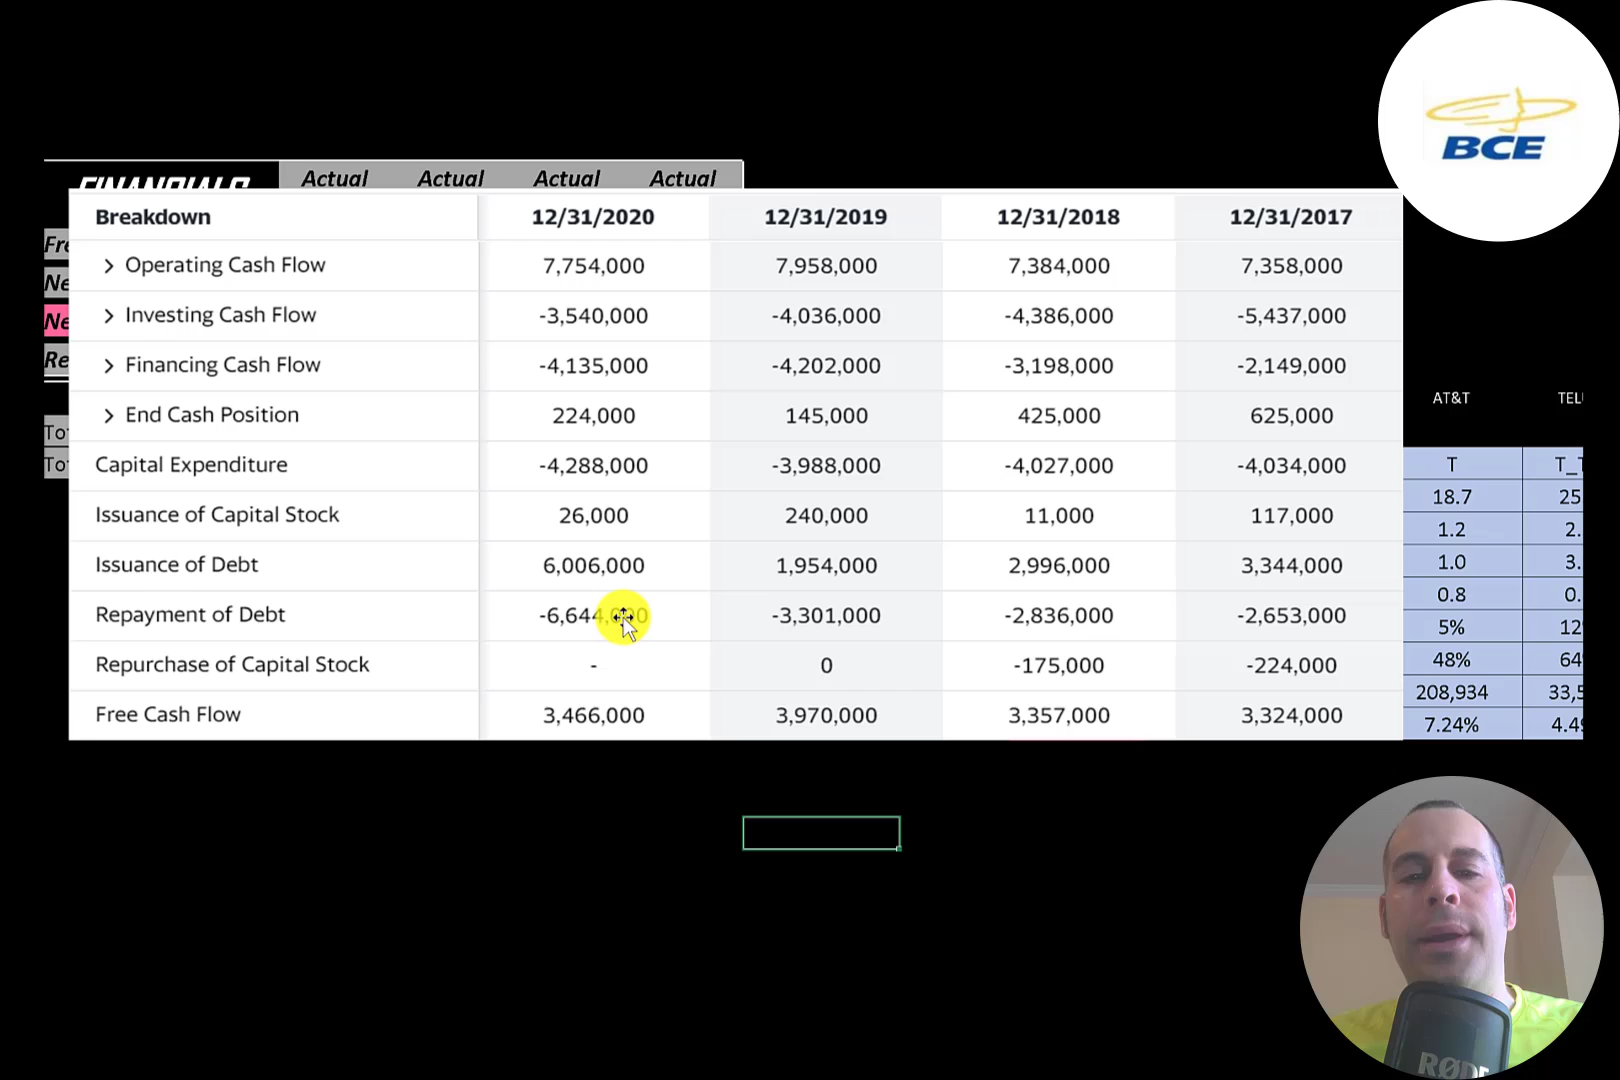 BCE
Actual Actual Actual Actual
Breakdown 12/31/2020 12/31/2019 12/31/2018 12/31/2017
Operating Cash Flow 7,754,000 7,958,000 7,384,000 7,358,000
Investing Cash Flow -3,540,000 -4,036,000 -4,386,000 -5,437,000
Financing Cash Flow -4,135,000 -4,202,000 -3,198,000 -2,149,000
AT&T
End Cash Position 224,000 145,000 425,000 625,000
Capital Expenditure -4,288,000 -3,988,000 -4,027,000 -4,034,000
T
18.7
Issuance of Capital Stock 26,000 240,000 11,000 117,000
1.2
Issuance of Debt 6,006,000 1,954,000 2,996,000 3,344,000
1.0
0.8
Repayment of Debt -6,644,000 -3,301,000 -2,836,000 -2,653,000
5%
Repurchase of Capital Stock - 0 -175,000 -224,000
48%
208,934
Free Cash Flow 3,466,000 3,970,000 3,357,000 3,324,000
7.24%
RØDE